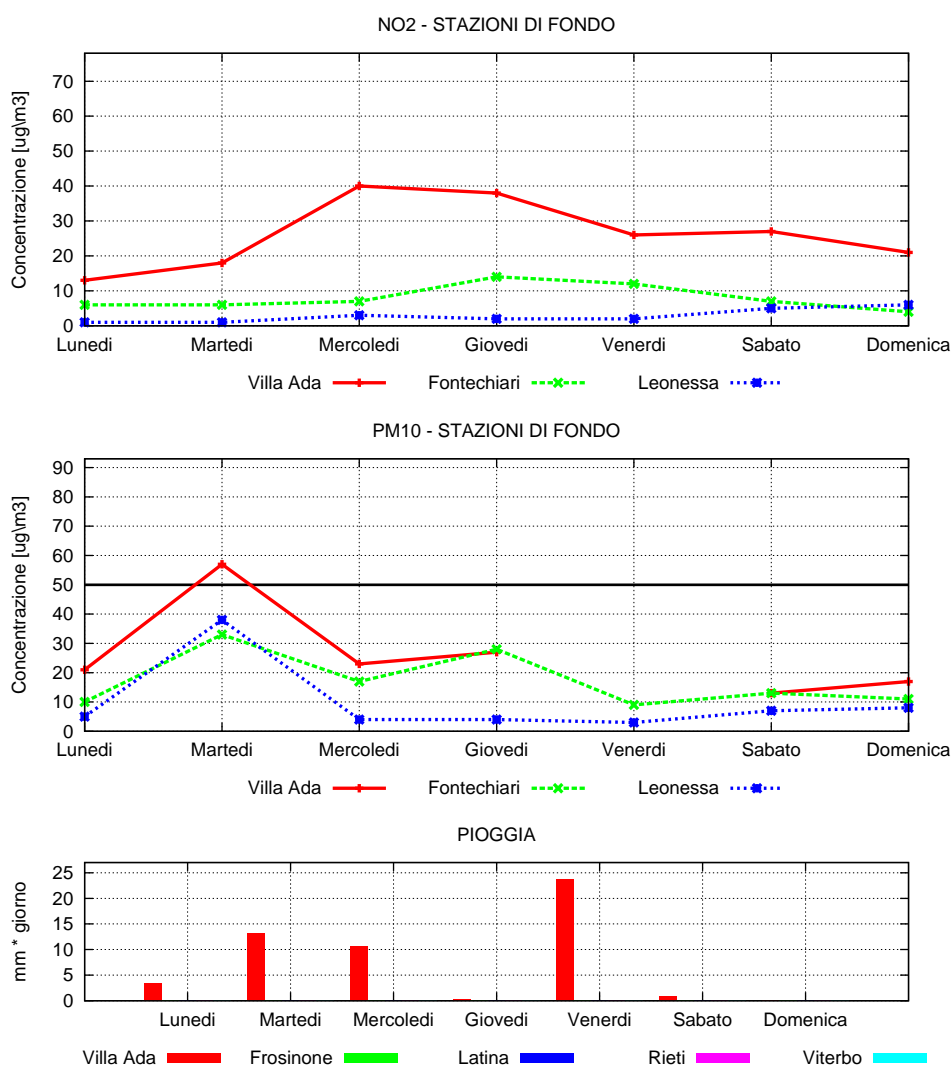 NO2 - STAZIONI DI FONDO
Concentrazione [ug\m3]
70
60
50
40
30
20
10
0
Lunedi Martedi Mercoledi Giovedi Venerdi Sabato Domenica
Villa Ada Fontechiari Leonessa
PM10 - STAZIONI DI FONDO
Concentrazione [ug\m3]
90
80
70
60
50
40
30
20
10
0
Lunedi Martedi Mercoledi Giovedi Venerdi Sabato Domenica
Villa Ada Fontechiari Leonessa
PIOGGIA
mm * giorno
25
20
15
10
5
0
Lunedi Martedi Mercoledi Giovedi Venerdi Sabato Domenica
Villa Ada Frosinone Latina Rieti Viterbo